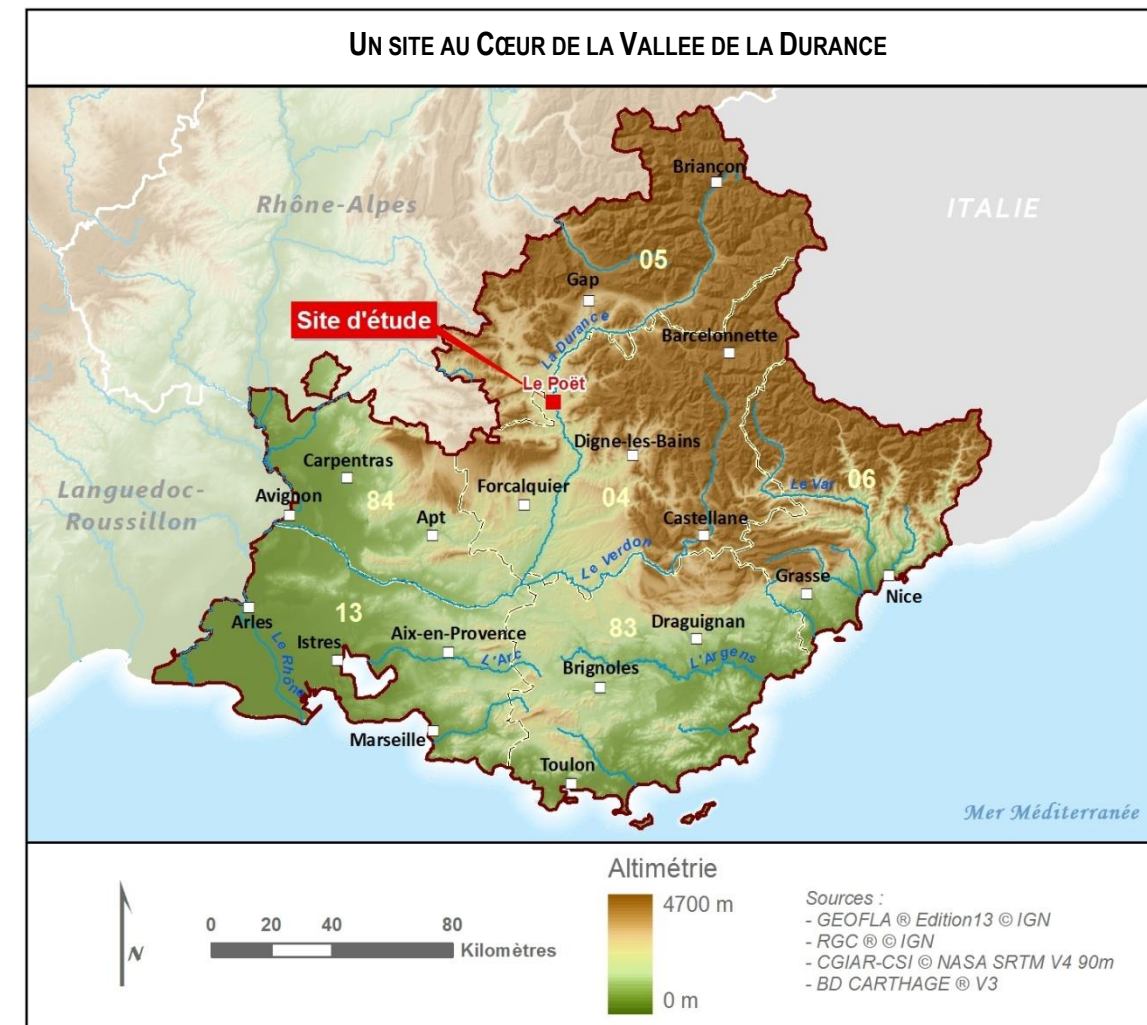 UN SITE AU CŒUR DE LA VALLEE DE LA DURANCE
Briançon
Rhône-Alpes
ITALIE
05
Gap
Site d'étude
La Durance
Barcelonnette
Le Poët
Digne-les-Bains
Carpentras
Le Var
06
Languedoc-
Roussillon
Avignon
84
Forcalquier
04
Apt
Castellane
Le Verdon
Grasse
Nice
Arles
13
83
Draguignan
Istres
Aix-en-Provence
Le Rhône
L'Arc
Brignoles
L'Argens
Marseille
Toulon
Mer Méditerranée
Altimétrie
4700 m
0 m
N
0 20 40 80
Kilomètres
Sources :
- GEOFLA ® Edition13 © IGN
- RGC ® © IGN
- CGIAR-CSI © NASA SRTM V4 90m
- BD CARTHAGE ® V3